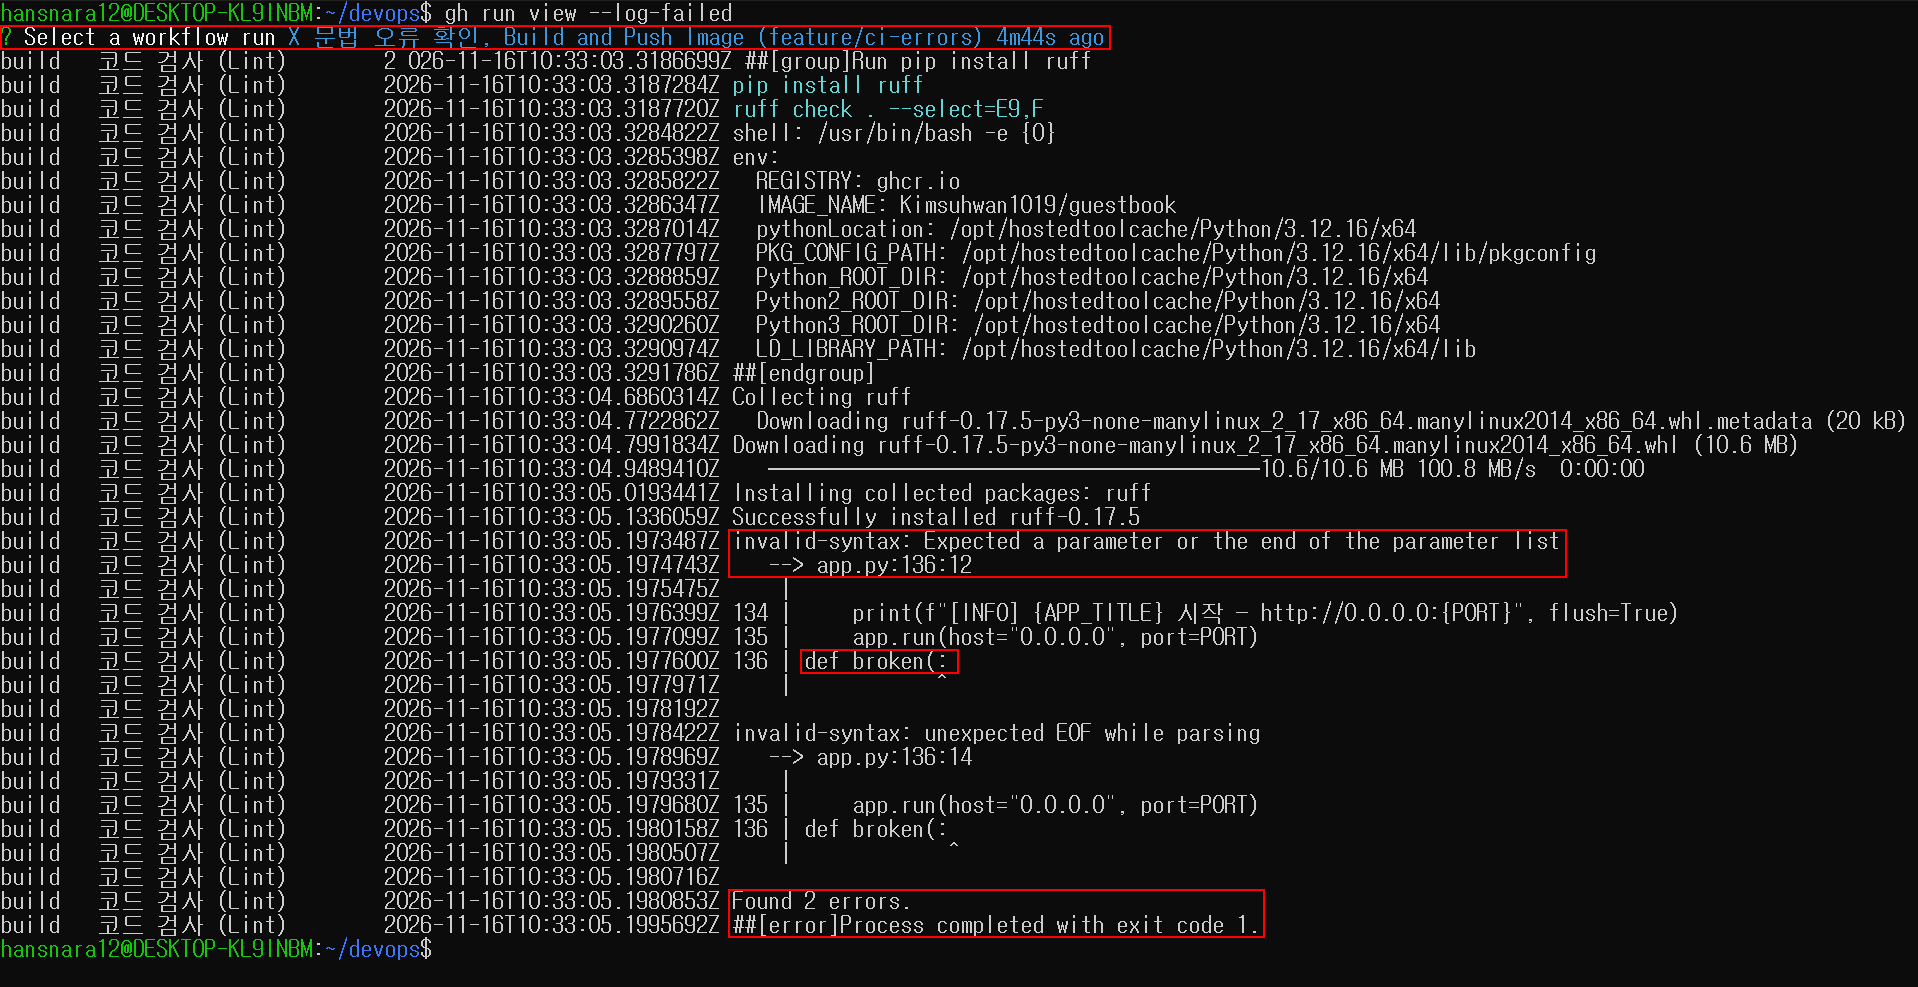 hansnara12@DESKTOP-KL9INBM:~/devops$ gh run view --log-failed
? Select a workflow run X 문법 오류 확인, Build and Push Image (feature/ci-errors) 4m44s ago
build 코드 검사 (Lint) 2 026-11-16T10:33:03.3186699Z ##[group]Run pip install ruff
build 코드 검사 (Lint) 2026-11-16T10:33:03.3187284Z pip install ruff
build 코드 검사 (Lint) 2026-11-16T10:33:03.3187720Z ruff check . --select=E9,F
build 코드 검사 (Lint) 2026-11-16T10:33:03.3284822Z shell: /usr/bin/bash -e {0}
build 코드 검사 (Lint) 2026-11-16T10:33:03.3285398Z env:
build 코드 검사 (Lint) 2026-11-16T10:33:03.3285822Z REGISTRY: ghcr.io
build 코드 검사 (Lint) 2026-11-16T10:33:03.3286347Z IMAGE_NAME: Kimsuhwan1019/guestbook
build 코드 검사 (Lint) 2026-11-16T10:33:03.3287014Z pythonLocation: /opt/hostedtoolcache/Python/3.12.16/x64
build 코드 검사 (Lint) 2026-11-16T10:33:03.3287797Z PKG_CONFIG_PATH: /opt/hostedtoolcache/Python/3.12.16/x64/lib/pkgconfig
build 코드 검사 (Lint) 2026-11-16T10:33:03.3288859Z Python_ROOT_DIR: /opt/hostedtoolcache/Python/3.12.16/x64
build 코드 검사 (Lint) 2026-11-16T10:33:03.3289558Z Python2_ROOT_DIR: /opt/hostedtoolcache/Python/3.12.16/x64
build 코드 검사 (Lint) 2026-11-16T10:33:03.3290260Z Python3_ROOT_DIR: /opt/hostedtoolcache/Python/3.12.16/x64
build 코드 검사 (Lint) 2026-11-16T10:33:03.3290974Z LD_LIBRARY_PATH: /opt/hostedtoolcache/Python/3.12.16/x64/lib
build 코드 검사 (Lint) 2026-11-16T10:33:03.3291786Z ##[endgroup]
build 코드 검사 (Lint) 2026-11-16T10:33:04.6860314Z Collecting ruff
build 코드 검사 (Lint) 2026-11-16T10:33:04.7722862Z Downloading ruff-0.17.5-py3-none-manylinux_2_17_x86_64.manylinux2014_x86_64.whl.metadata (20 kB)
build 코드 검사 (Lint) 2026-11-16T10:33:04.7991834Z Downloading ruff-0.17.5-py3-none-manylinux_2_17_x86_64.manylinux2014_x86_64.whl (10.6 MB)
build 코드 검사 (Lint) 2026-11-16T10:33:04.9489410Z ━━━━━━━━━━━━━━━━━━━━━━━━━━━━━━━━━━━━━━━━10.6/10.6 MB 100.8 MB/s 0:00:00
build 코드 검사 (Lint) 2026-11-16T10:33:05.0193441Z Installing collected packages: ruff
build 코드 검사 (Lint) 2026-11-16T10:33:05.1336059Z Successfully installed ruff-0.17.5
build 코드 검사 (Lint) 2026-11-16T10:33:05.1973487Z invalid-syntax: Expected a parameter or the end of the parameter list
build 코드 검사 (Lint) 2026-11-16T10:33:05.1974743Z --> app.py:136:12
build 코드 검사 (Lint) 2026-11-16T10:33:05.1975475Z |
build 코드 검사 (Lint) 2026-11-16T10:33:05.1976399Z 134 | print(f"[INFO] {APP_TITLE} 시작 - http://0.0.0.0:{PORT}", flush=True)
build 코드 검사 (Lint) 2026-11-16T10:33:05.1977099Z 135 | app.run(host="0.0.0.0", port=PORT)
build 코드 검사 (Lint) 2026-11-16T10:33:05.1977600Z 136 | def broken(:
build 코드 검사 (Lint) 2026-11-16T10:33:05.1977971Z | ^
build 코드 검사 (Lint) 2026-11-16T10:33:05.1978192Z
build 코드 검사 (Lint) 2026-11-16T10:33:05.1978422Z invalid-syntax: unexpected EOF while parsing
build 코드 검사 (Lint) 2026-11-16T10:33:05.1978969Z --> app.py:136:14
build 코드 검사 (Lint) 2026-11-16T10:33:05.1979331Z |
build 코드 검사 (Lint) 2026-11-16T10:33:05.1979680Z 135 | app.run(host="0.0.0.0", port=PORT)
build 코드 검사 (Lint) 2026-11-16T10:33:05.1980158Z 136 | def broken(:
build 코드 검사 (Lint) 2026-11-16T10:33:05.1980507Z | ^
build 코드 검사 (Lint) 2026-11-16T10:33:05.1980716Z
build 코드 검사 (Lint) 2026-11-16T10:33:05.1980853Z Found 2 errors.
build 코드 검사 (Lint) 2026-11-16T10:33:05.1995692Z ##[error]Process completed with exit code 1.
hansnara12@DESKTOP-KL9INBM:~/devops$